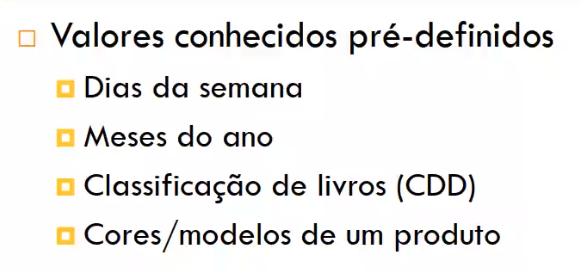 Valores conhecidos pré-definidos
Dias da semana
Meses do ano
Classificação de livros (CDD)
Cores/modelos de um produto